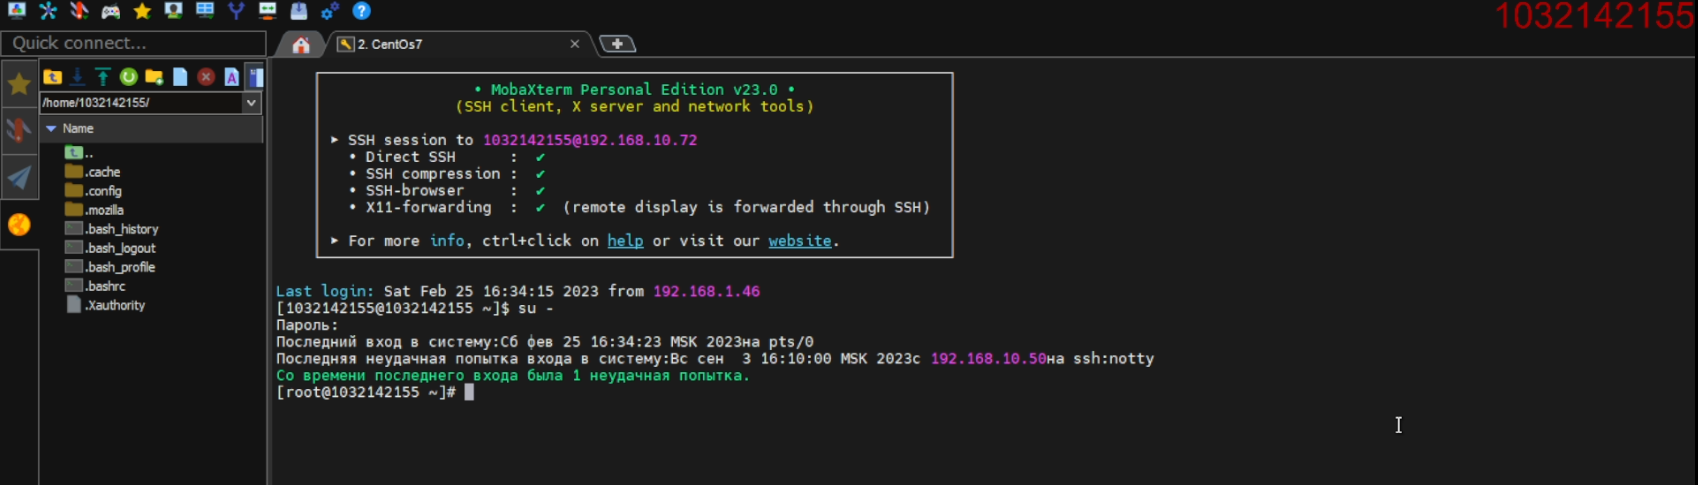 1032142155
Quick connect...
2. CentOs7
/home/1032142155/
Name
..
.cache
.config
.mozilla
.bash_history
.bash_logout
.bash_profile
.bashrc
.Xauthority
• MobaXterm Personal Edition v23.0 •
(SSH client, X server and network tools)
► SSH session to 1032142155@192.168.10.72
• Direct SSH : ✔
• SSH compression : ✔
• SSH-browser : ✔
• X11-forwarding : ✔ (remote display is forwarded through SSH)
► For more info, ctrl+click on help or visit our website.
Last login: Sat Feb 25 16:34:15 2023 from 192.168.1.46
[1032142155@1032142155 ~]$ su -
Пароль:
Последний вход в систему:Сб фев 25 16:34:23 MSK 2023на pts/0
Последняя неудачная попытка входа в систему:Вс сен  3 16:10:00 MSK 2023с 192.168.10.50на ssh:notty
Со времени последнего входа была 1 неудачная попытка.
[root@1032142155 ~]#